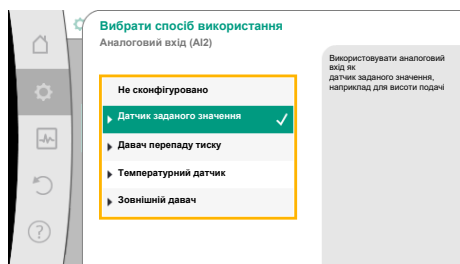 Вибрати спосіб використання
Аналоговий вхід (AI2)
Не сконфігуровано
Датчик заданого значення
Давач перепаду тиску
Температурний датчик
Зовнішній давач
Використовувати аналоговий
вхід як
датчик заданого значення,
наприклад для висоти подачі